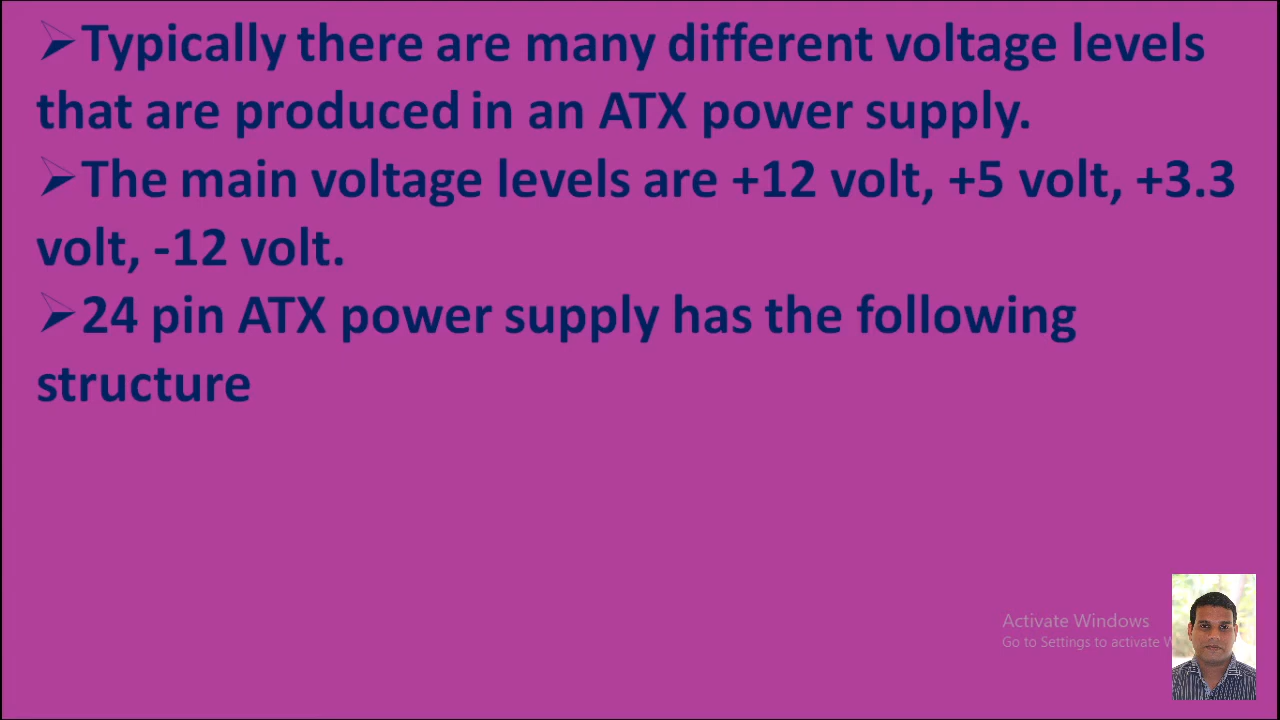 ➢Typically there are many different voltage levels
that are produced in an ATX power supply.
➢The main voltage levels are +12 volt, +5 volt, +3.3
volt, -12 volt.
➢24 pin ATX power supply has the following
structure
Activate Windows
Go to Settings to activate